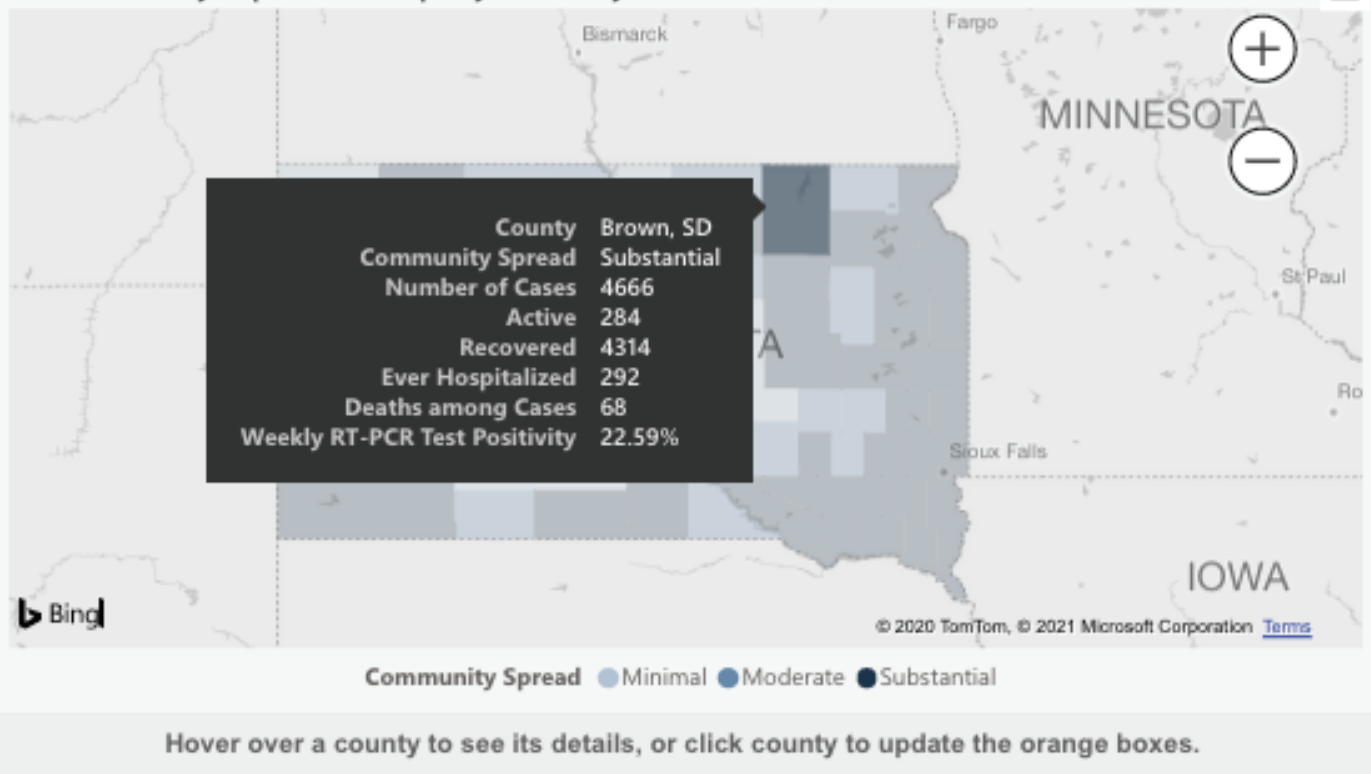 Bismarck
Fargo
MINNESOTA
County Brown, SD
Community Spread Substantial
Number of Cases 4666
St Paul
Active 284
Recovered 4314
TA
Ever Hospitalized 292
Ro
Deaths among Cases 68
Weekly RT-PCR Test Positivity 22.59%
Sioux Falls
IOWA
Bing
© 2020 TomTom, © 2021 Microsoft Corporation Terms
Community Spread Minimal Moderate Substantial
Hover over a county to see its details, or click county to update the orange boxes.